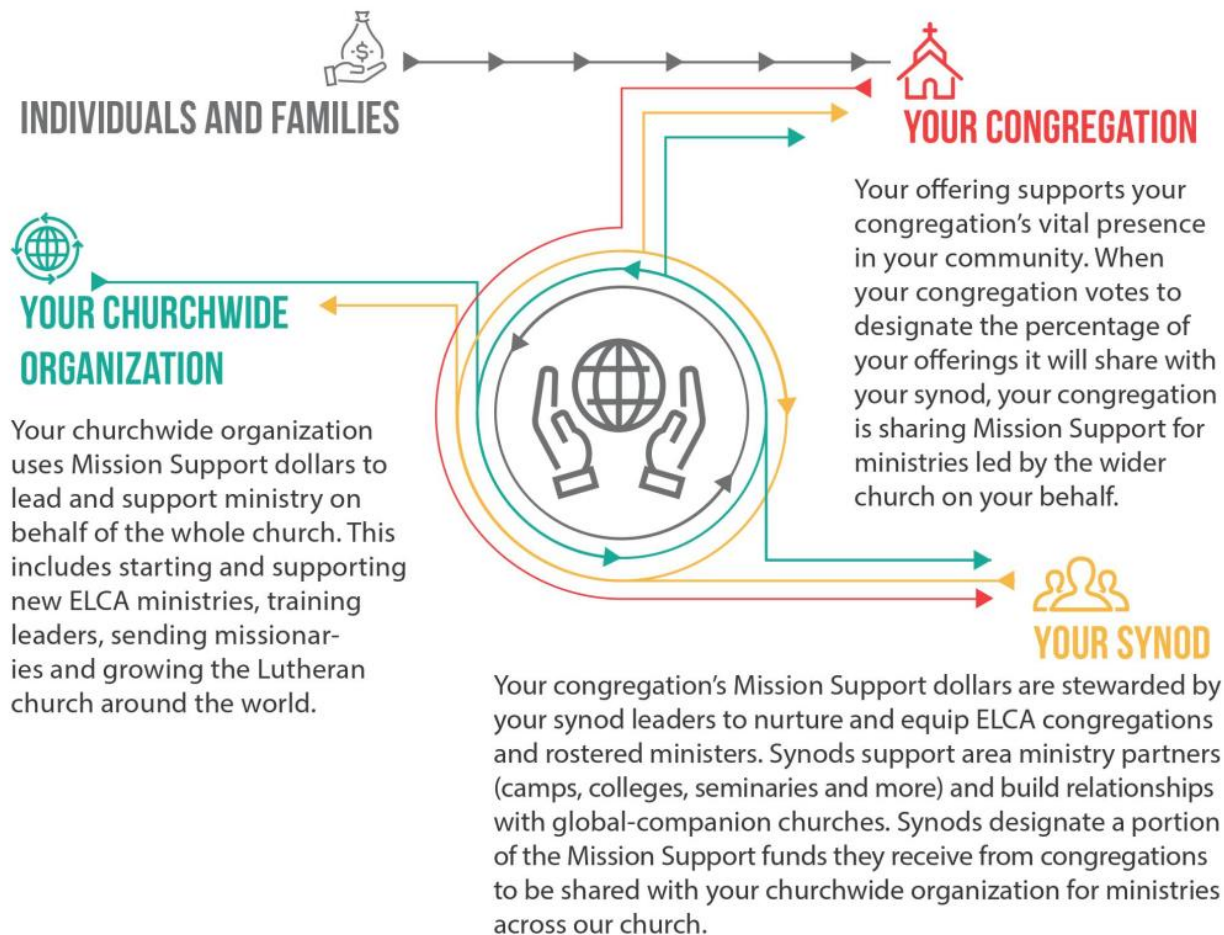 $
INDIVIDUALS AND FAMILIES
YOUR CONGREGATION
Your offering supports your
congregation’s vital presence
in your community. When
your congregation votes to
designate the percentage of
your offerings it will share with
your synod, your congregation
is sharing Mission Support for
ministries led by the wider
church on your behalf.
YOUR CHURCHWIDE
ORGANIZATION
Your churchwide organization
uses Mission Support dollars to
lead and support ministry on
behalf of the whole church. This
includes starting and supporting
new ELCA ministries, training
leaders, sending missionar-
ies and growing the Lutheran
church around the world.
YOUR SYNOD
Your congregation’s Mission Support dollars are stewarded by
your synod leaders to nurture and equip ELCA congregations
and rostered ministers. Synods support area ministry partners
(camps, colleges, seminaries and more) and build relationships
with global-companion churches. Synods designate a portion
of the Mission Support funds they receive from congregations
to be shared with your churchwide organization for ministries
across our church.